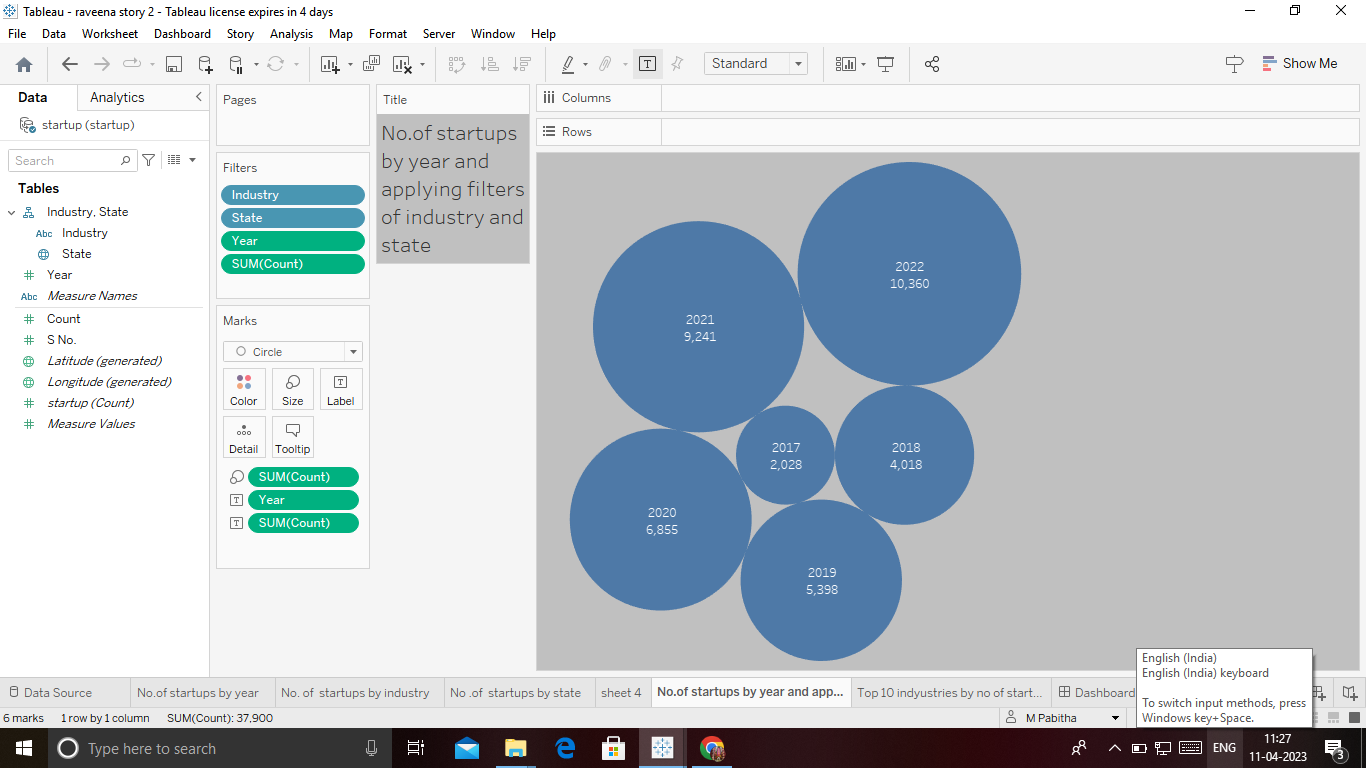 Tableau - raveena story 2 - Tableau license expires in 4 days
File Data Worksheet Dashboard Story Analysis Map Format Server Window Help
Standard
Show Me
Data Analytics
startup (startup)
Search
Tables
Industry, State
Abc Industry
State
Year
Abc Measure Names
Count
S No.
Latitude (generated)
Longitude (generated)
startup (Count)
Measure Values
Pages
Filters
Industry
State
Year
SUM(Count)
Marks
Circle
Color Size Label
Detail Tooltip
SUM(Count)
Year
SUM(Count)
Title
No.of startups
by year and
applying filters
of industry and
state
Columns
Rows
2022
10,360
2021
9,241
2017
2,028
2018
4,018
2020
6,855
2019
5,398
English (India)
English (India) keyboard
To switch input methods, press
Windows key+Space.
Data Source No.of startups by year No. of  startups by industry No .of  startups by state sheet 4 No.of startups by year and app... Top 10 indyustries by no of start... Dashboard
6 marks 1 row by 1 column SUM(Count): 37,900 M Pabitha
Type here to search
ENG
11:27
11-04-2023
3